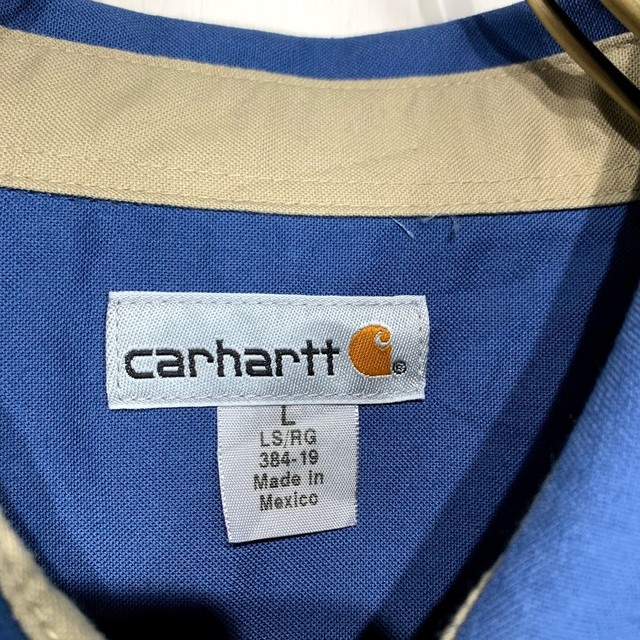 carhartt
L
LS/RG
384-19
Made in
Mexico